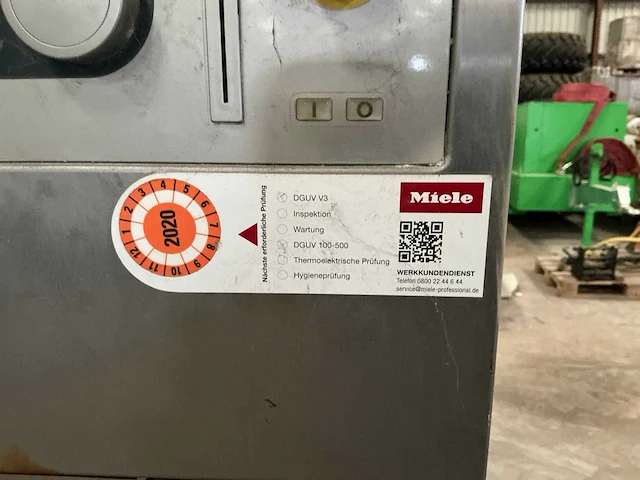 I O
1 2 3 4 5 6 7 8 9 10 11 12
2020
Nächste erforderliche Prüfung
DGUV V3
Inspektion
Wartung
DGUV 100-500
Thermoelektrische Prüfung
Hygieneprüfung
Miele
WERKKUNDENDIENST
Telefon 0800 22 44 6 44
service@miele-professional.de